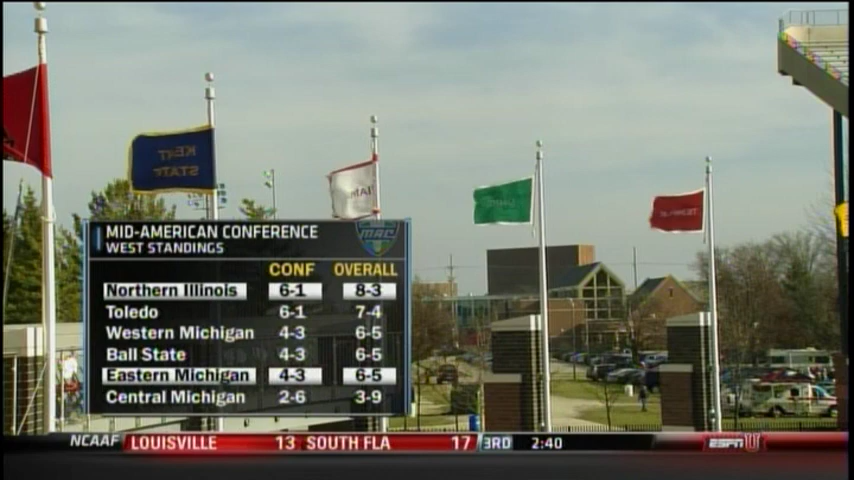 KENT
STATE
MID-AMERICAN CONFERENCE
WEST STANDINGS
MAC
CONF OVERALL
Northern Illinois 6-1 8-3
Toledo 6-1 7-4
Western Michigan 4-3 6-5
Ball State 4-3 6-5
Eastern Michigan 4-3 6-5
Central Michigan 2-6 3-9
NCAAF LOUISVILLE 13 SOUTH FLA 17 3RD 2:40 ESPNU